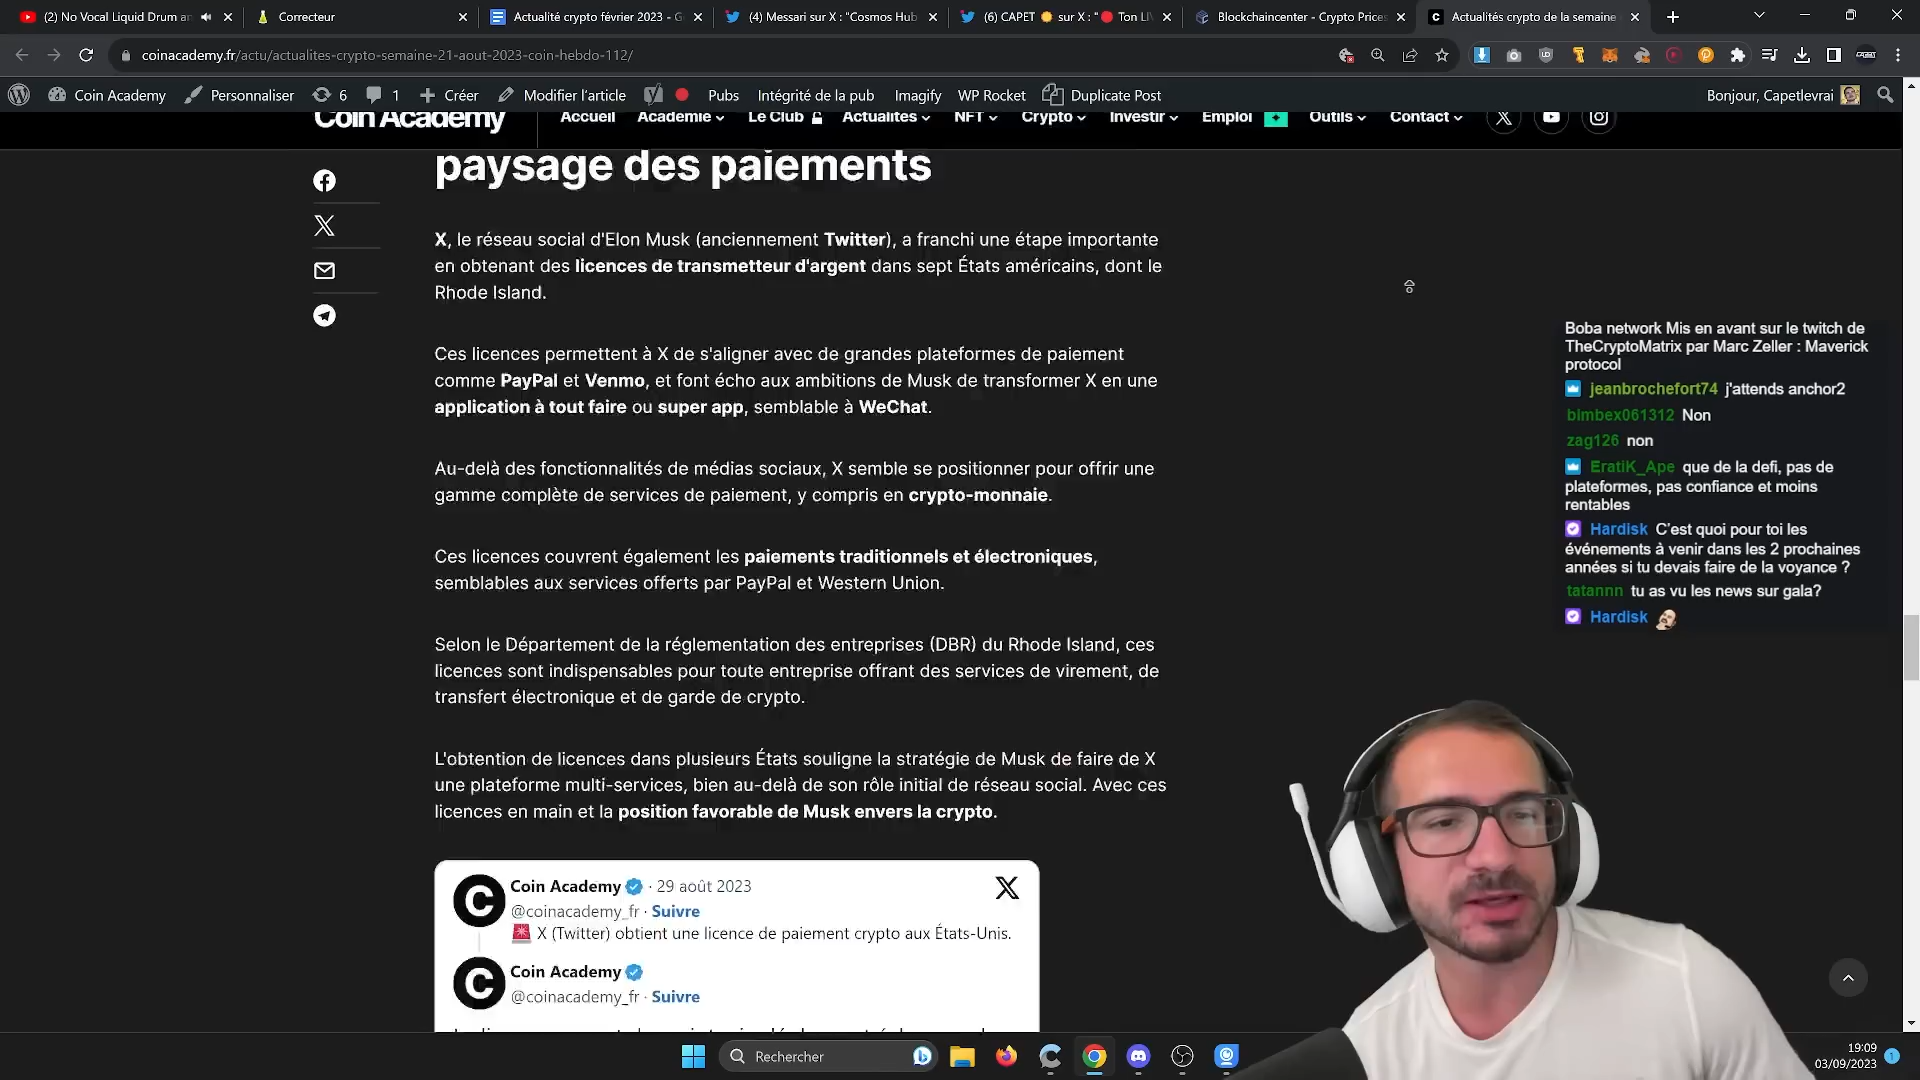 (2) No Vocal Liquid Drum an
Correcteur
Actualité crypto février 2023 - G
(4) Messari sur X : "Cosmos Hub
(6) CAPET sur X : " Ton LI
Blockchaincenter - Crypto Prices
Actualités crypto de la semaine
coinacademy.fr/actu/actualites-crypto-semaine-21-aout-2023-coin-hebdo-112/
Coin Academy
Personnaliser
6
1
Créer
Modifier l'article
Pubs
Intégrité de la pub
Imagify
WP Rocket
Duplicate Post
Bonjour, Capetlevrai
Coin Academy
Accueil
Académie
Le Club
Actualités
NFT
Crypto
Investir
Emploi
Outils
Contact
paysage des paiements
X, le réseau social d'Elon Musk (anciennement Twitter), a franchi une étape importante
en obtenant des licences de transmetteur d'argent dans sept États américains, dont le
Rhode Island.
Ces licences permettent à X de s'aligner avec de grandes plateformes de paiement
comme PayPal et Venmo, et font écho aux ambitions de Musk de transformer X en une
application à tout faire ou super app, semblable à WeChat.
Au-delà des fonctionnalités de médias sociaux, X semble se positionner pour offrir une
gamme complète de services de paiement, y compris en crypto-monnaie.
Ces licences couvrent également les paiements traditionnels et électroniques,
semblables aux services offerts par PayPal et Western Union.
Selon le Département de la réglementation des entreprises (DBR) du Rhode Island, ces
licences sont indispensables pour toute entreprise offrant des services de virement, de
transfert électronique et de garde de crypto.
L'obtention de licences dans plusieurs États souligne la stratégie de Musk de faire de X
une plateforme multi-services, bien au-delà de son rôle initial de réseau social. Avec ces
licences en main et la position favorable de Musk envers la crypto.
Coin Academy · 29 août 2023
@coinacademy_fr · Suivre
X (Twitter) obtient une licence de paiement crypto aux États-Unis.
Coin Academy
@coinacademy_fr · Suivre
Boba network Mis en avant sur le twitch de
TheCryptoMatrix par Marc Zeller : Maverick
protocol
jeanbrochefort74 j'attends anchor2
bimbex061312 Non
zag126 non
EratiK_Ape que de la defi, pas de
plateformes, pas confiance et moins
rentables
Hardisk C'est quoi pour toi les
événements à venir dans les 2 prochaines
années si tu devais faire de la voyance ?
tatannn tu as vu les news sur gala?
Hardisk
Rechercher
19:09
03/09/2023
1